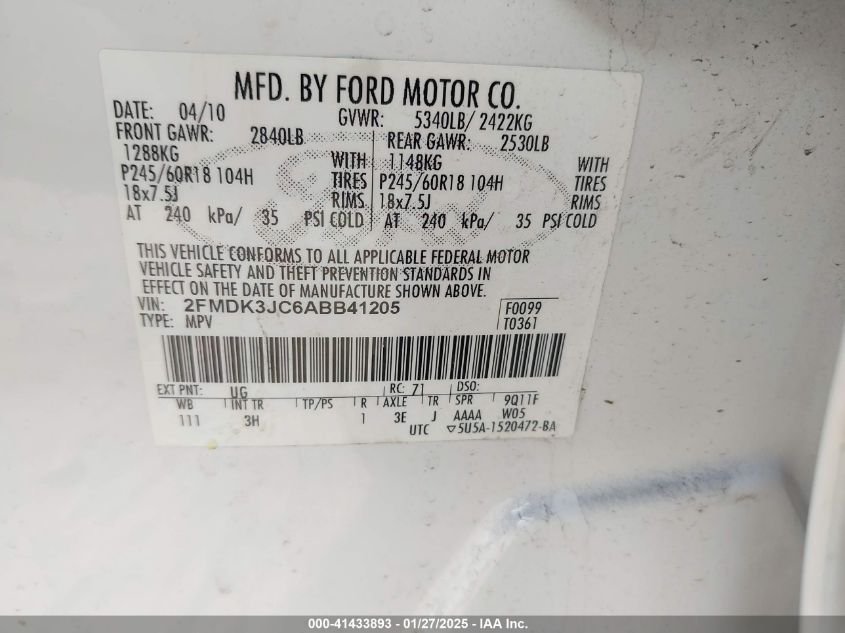 MFD. BY FORD MOTOR CO.
DATE: 04/10 GVWR: 5340LB/ 2422KG
FRONT GAWR: 2840LB REAR GAWR: 2530LB
1288KG WITH 1148KG WITH
P245/60R18 104H TIRES P245/60R18 104H TIRES
18x7.5J RIMS 18x7.5J RIMS
AT 240 kPa/ 35 PSI COLD AT 240 kPa/ 35 PSI COLD
THIS VEHICLE CONFORMS TO ALL APPLICABLE FEDERAL MOTOR
VEHICLE SAFETY AND THEFT PREVENTION STANDARDS IN
EFFECT ON THE DATE OF MANUFACTURE SHOWN ABOVE.
VIN: 2FMDK3JC6ABB41205 F0099
TYPE: MPV T0361
EXT PNT: UG RC: 71 DSO:
WB INT TR TP/PS R AXLE TR SPR 9Q11F
111 3H 1 3E J AAAA W05
UTC ▽5U5A-1520472-BA
000-41433893 — 01/27/2025 — IAA Inc.